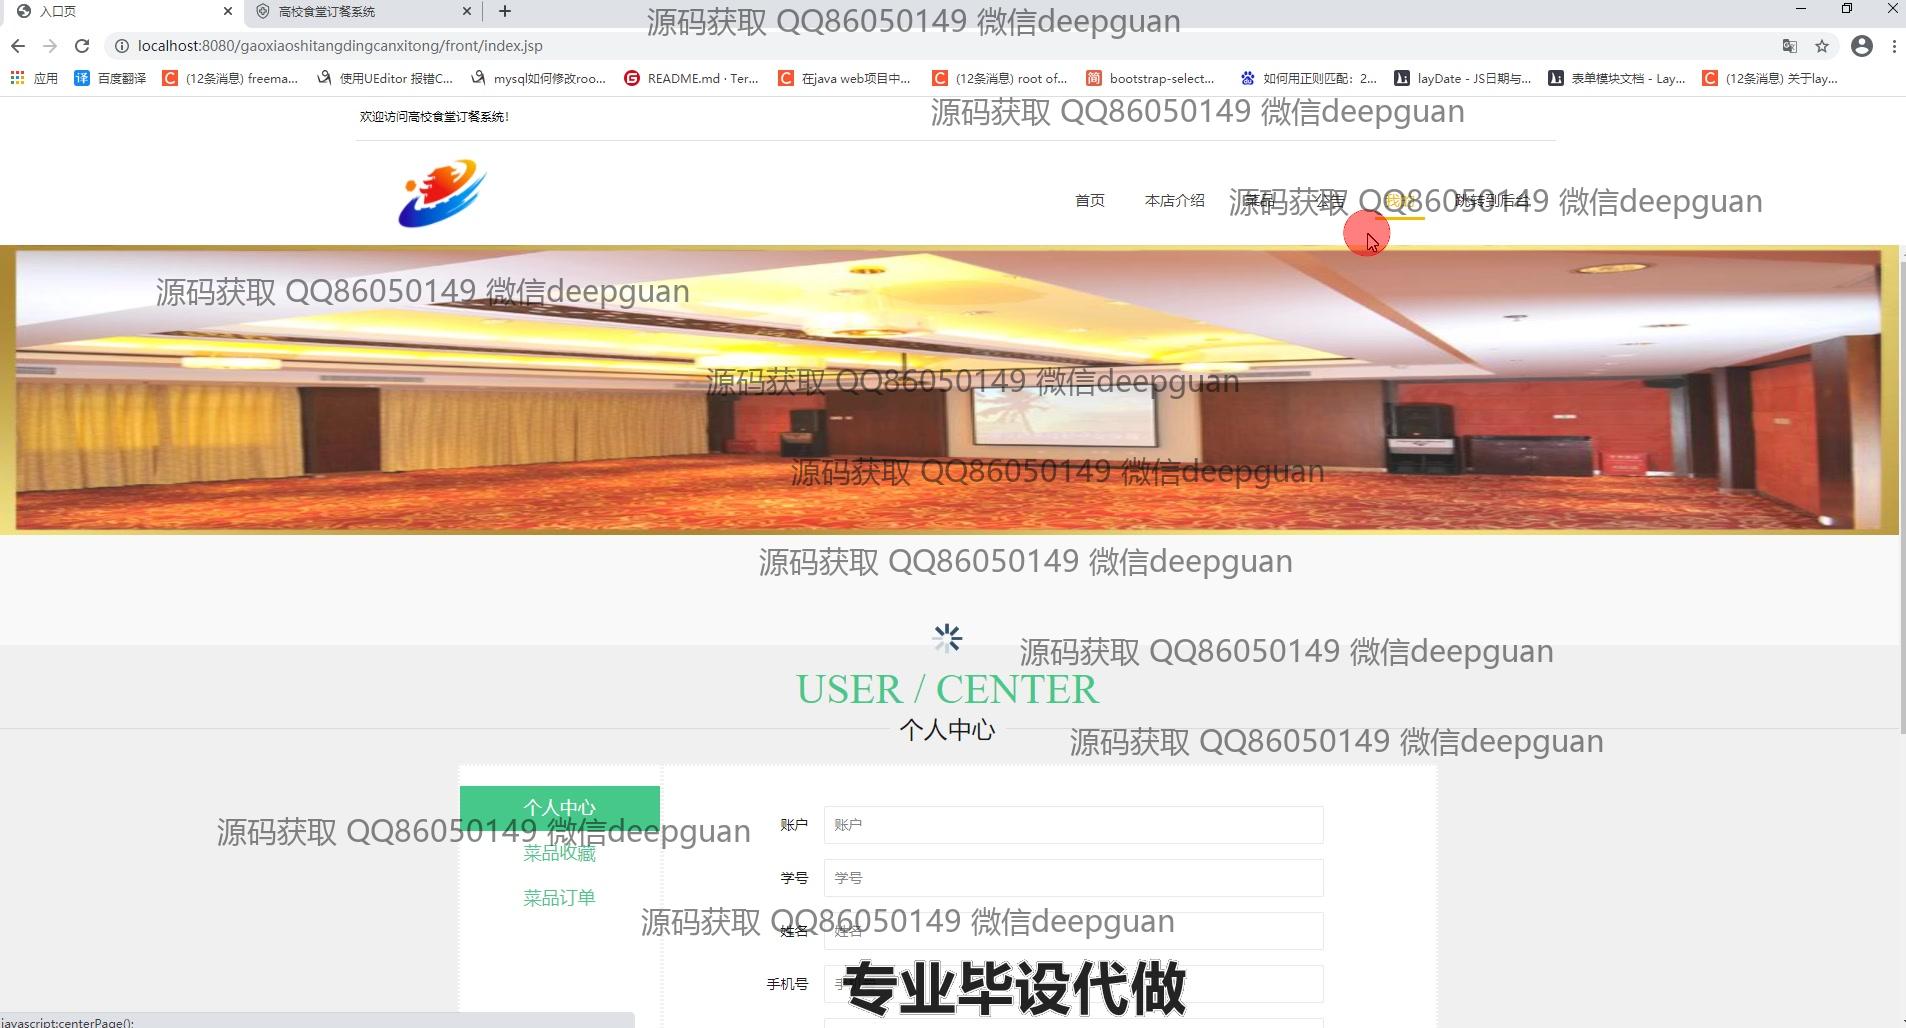 入口页
高校食堂订餐系统
源码获取 QQ86050149 微信deepguan
localhost:8080/gaoxiaoshitangdingcanxitong/front/index.jsp
应用
译 百度翻译
(12条消息) freema...
使用UEditor 报错C...
mysql如何修改roo...
README.md · Ter...
在java web项目中...
(12条消息) root of...
简 bootstrap-select...
如何用正则匹配：2...
layDate - JS日期与...
表单模块文档 - Lay...
(12条消息) 关于lay...
源码获取 QQ86050149 微信deepguan
欢迎访问高校食堂订餐系统!
首页 本店介绍 菜品 公告 我的 跳转到后台
源码获取 QQ86050149 微信deepguan
源码获取 QQ86050149 微信deepguan
源码获取 QQ86050149 微信deepguan
源码获取 QQ86050149 微信deepguan
源码获取 QQ86050149 微信deepguan
源码获取 QQ86050149 微信deepguan
USER / CENTER
个人中心
源码获取 QQ86050149 微信deepguan
个人中心
账户 账户
源码获取 QQ86050149 微信deepguan
菜品收藏
学号 学号
菜品订单
源码获取 QQ86050149 微信deepguan
姓名 姓名
手机号
专业毕设代做
javascript:centerPage();